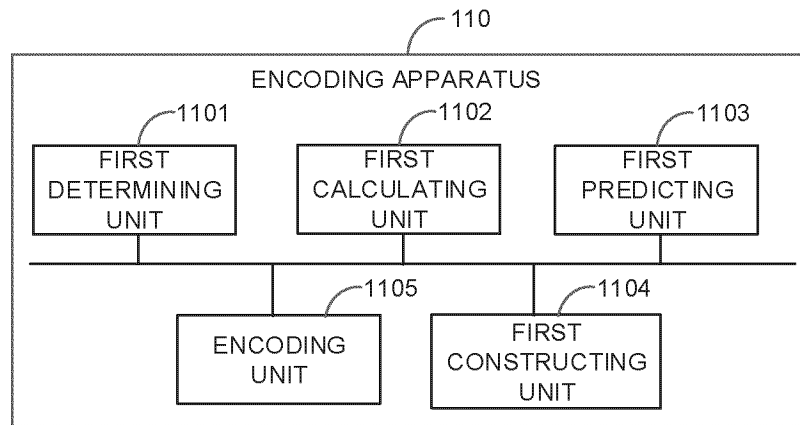 110
ENCODING APPARATUS
1101
1102
1103
FIRST
DETERMINING
UNIT
FIRST
CALCULATING
UNIT
FIRST
PREDICTING
UNIT
1105
1104
ENCODING
UNIT
FIRST
CONSTRUCTING
UNIT